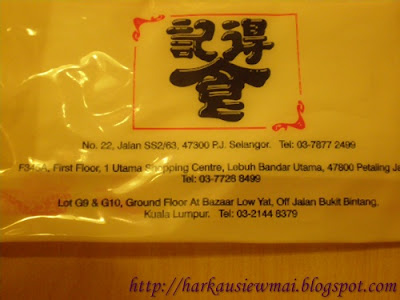 記得
食
No. 22, Jalan SS2/63, 47300 P.J. Selangor. Tel: 03-7877 2499
First Floor, 1 Utama Shopping Centre, Lebuh Bandar Utama, 47800 Petaling
Tel: 03-7728 8499
Lot G9 & G10, Ground Floor At Bazaar Low Yat, Off Jalan Bukit Bintang,
Kuala Lumpur. Tel: 03-2144 8379
http://harkausiewmai.blogspot.com